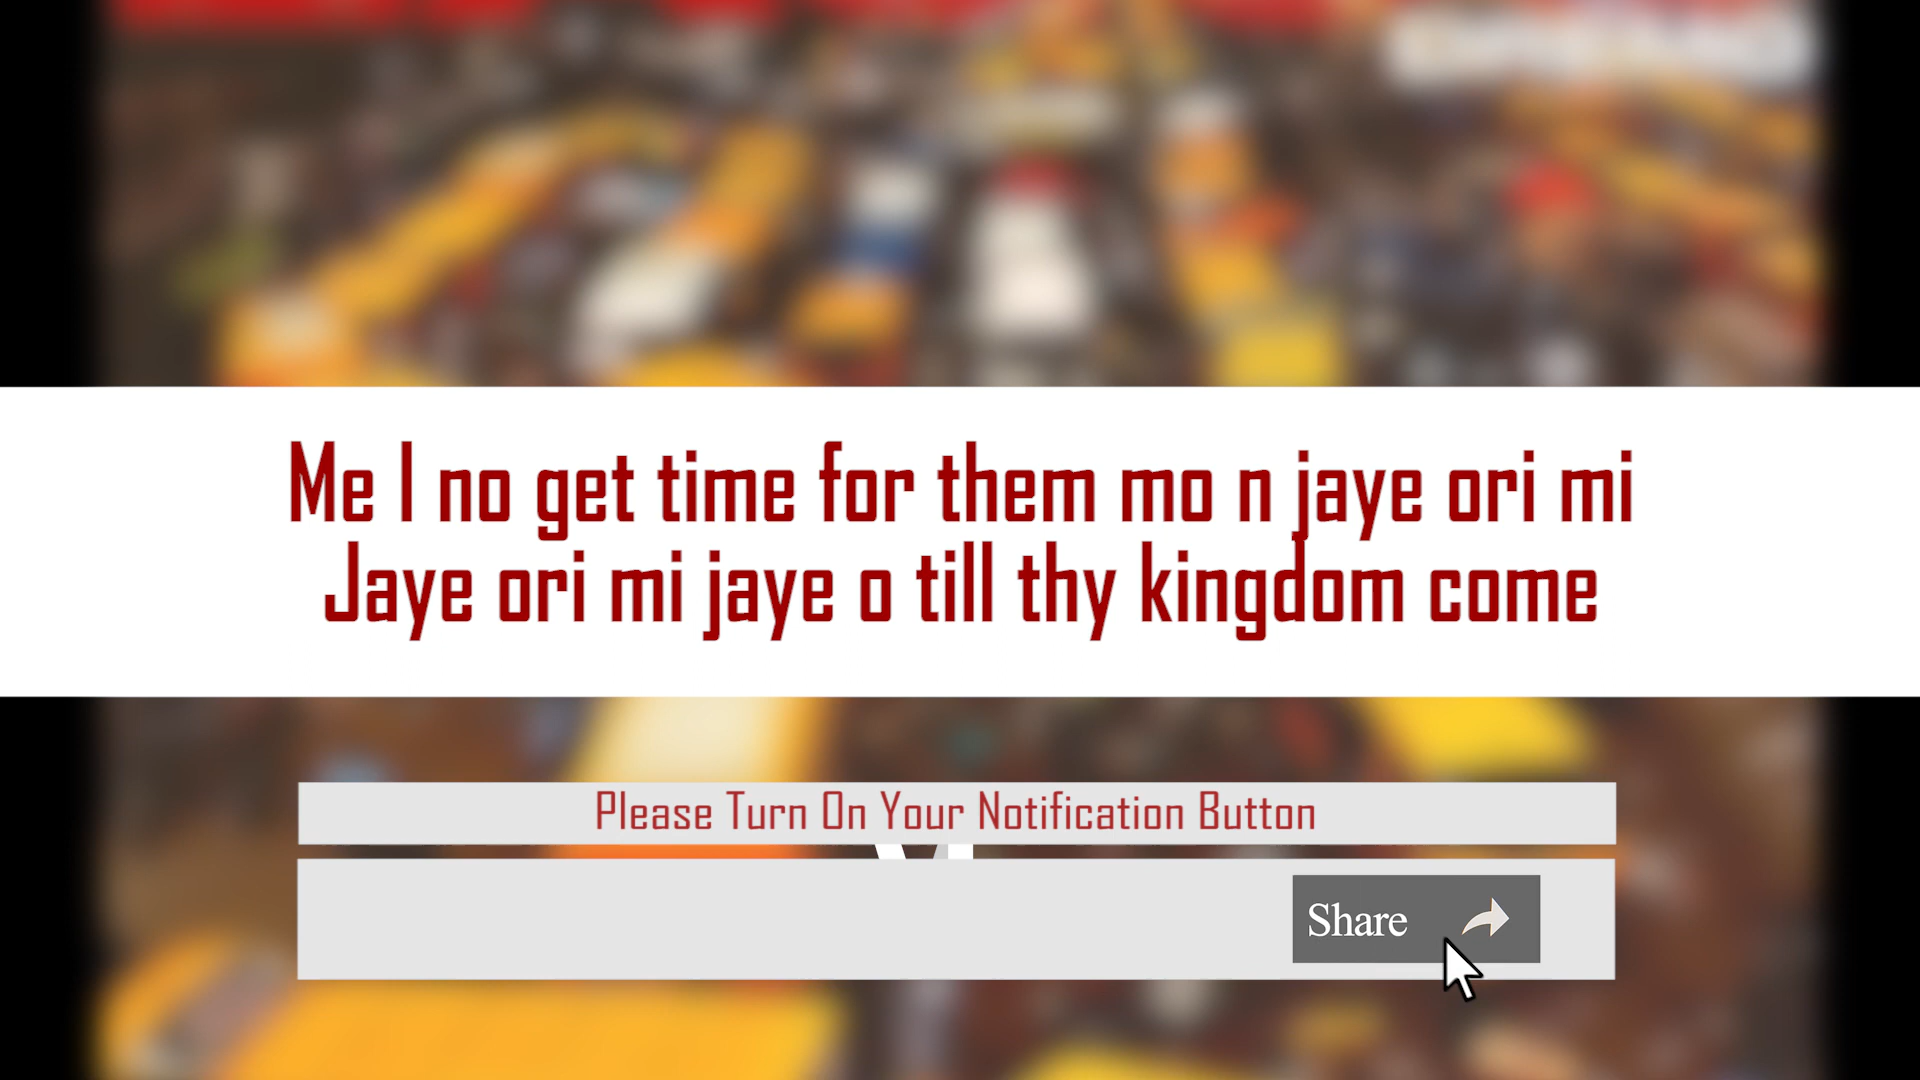 Me I no get time for them mo n jaye ori mi
Jaye ori mi jaye o till thy kingdom come
Please Turn On Your Notification Button
Share